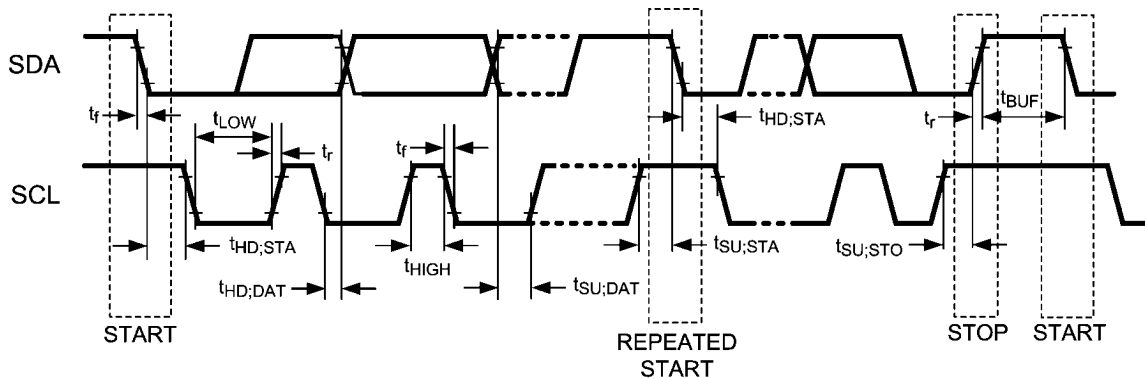 SDA
t_f
t_LOW
t_r
t_f
t_HD;STA
t_r
t_BUF
SCL
t_HD;STA
t_HD;DAT
t_HIGH
t_SU;DAT
t_SU;STA
t_SU;STO
START
REPEATED
START
STOP
START